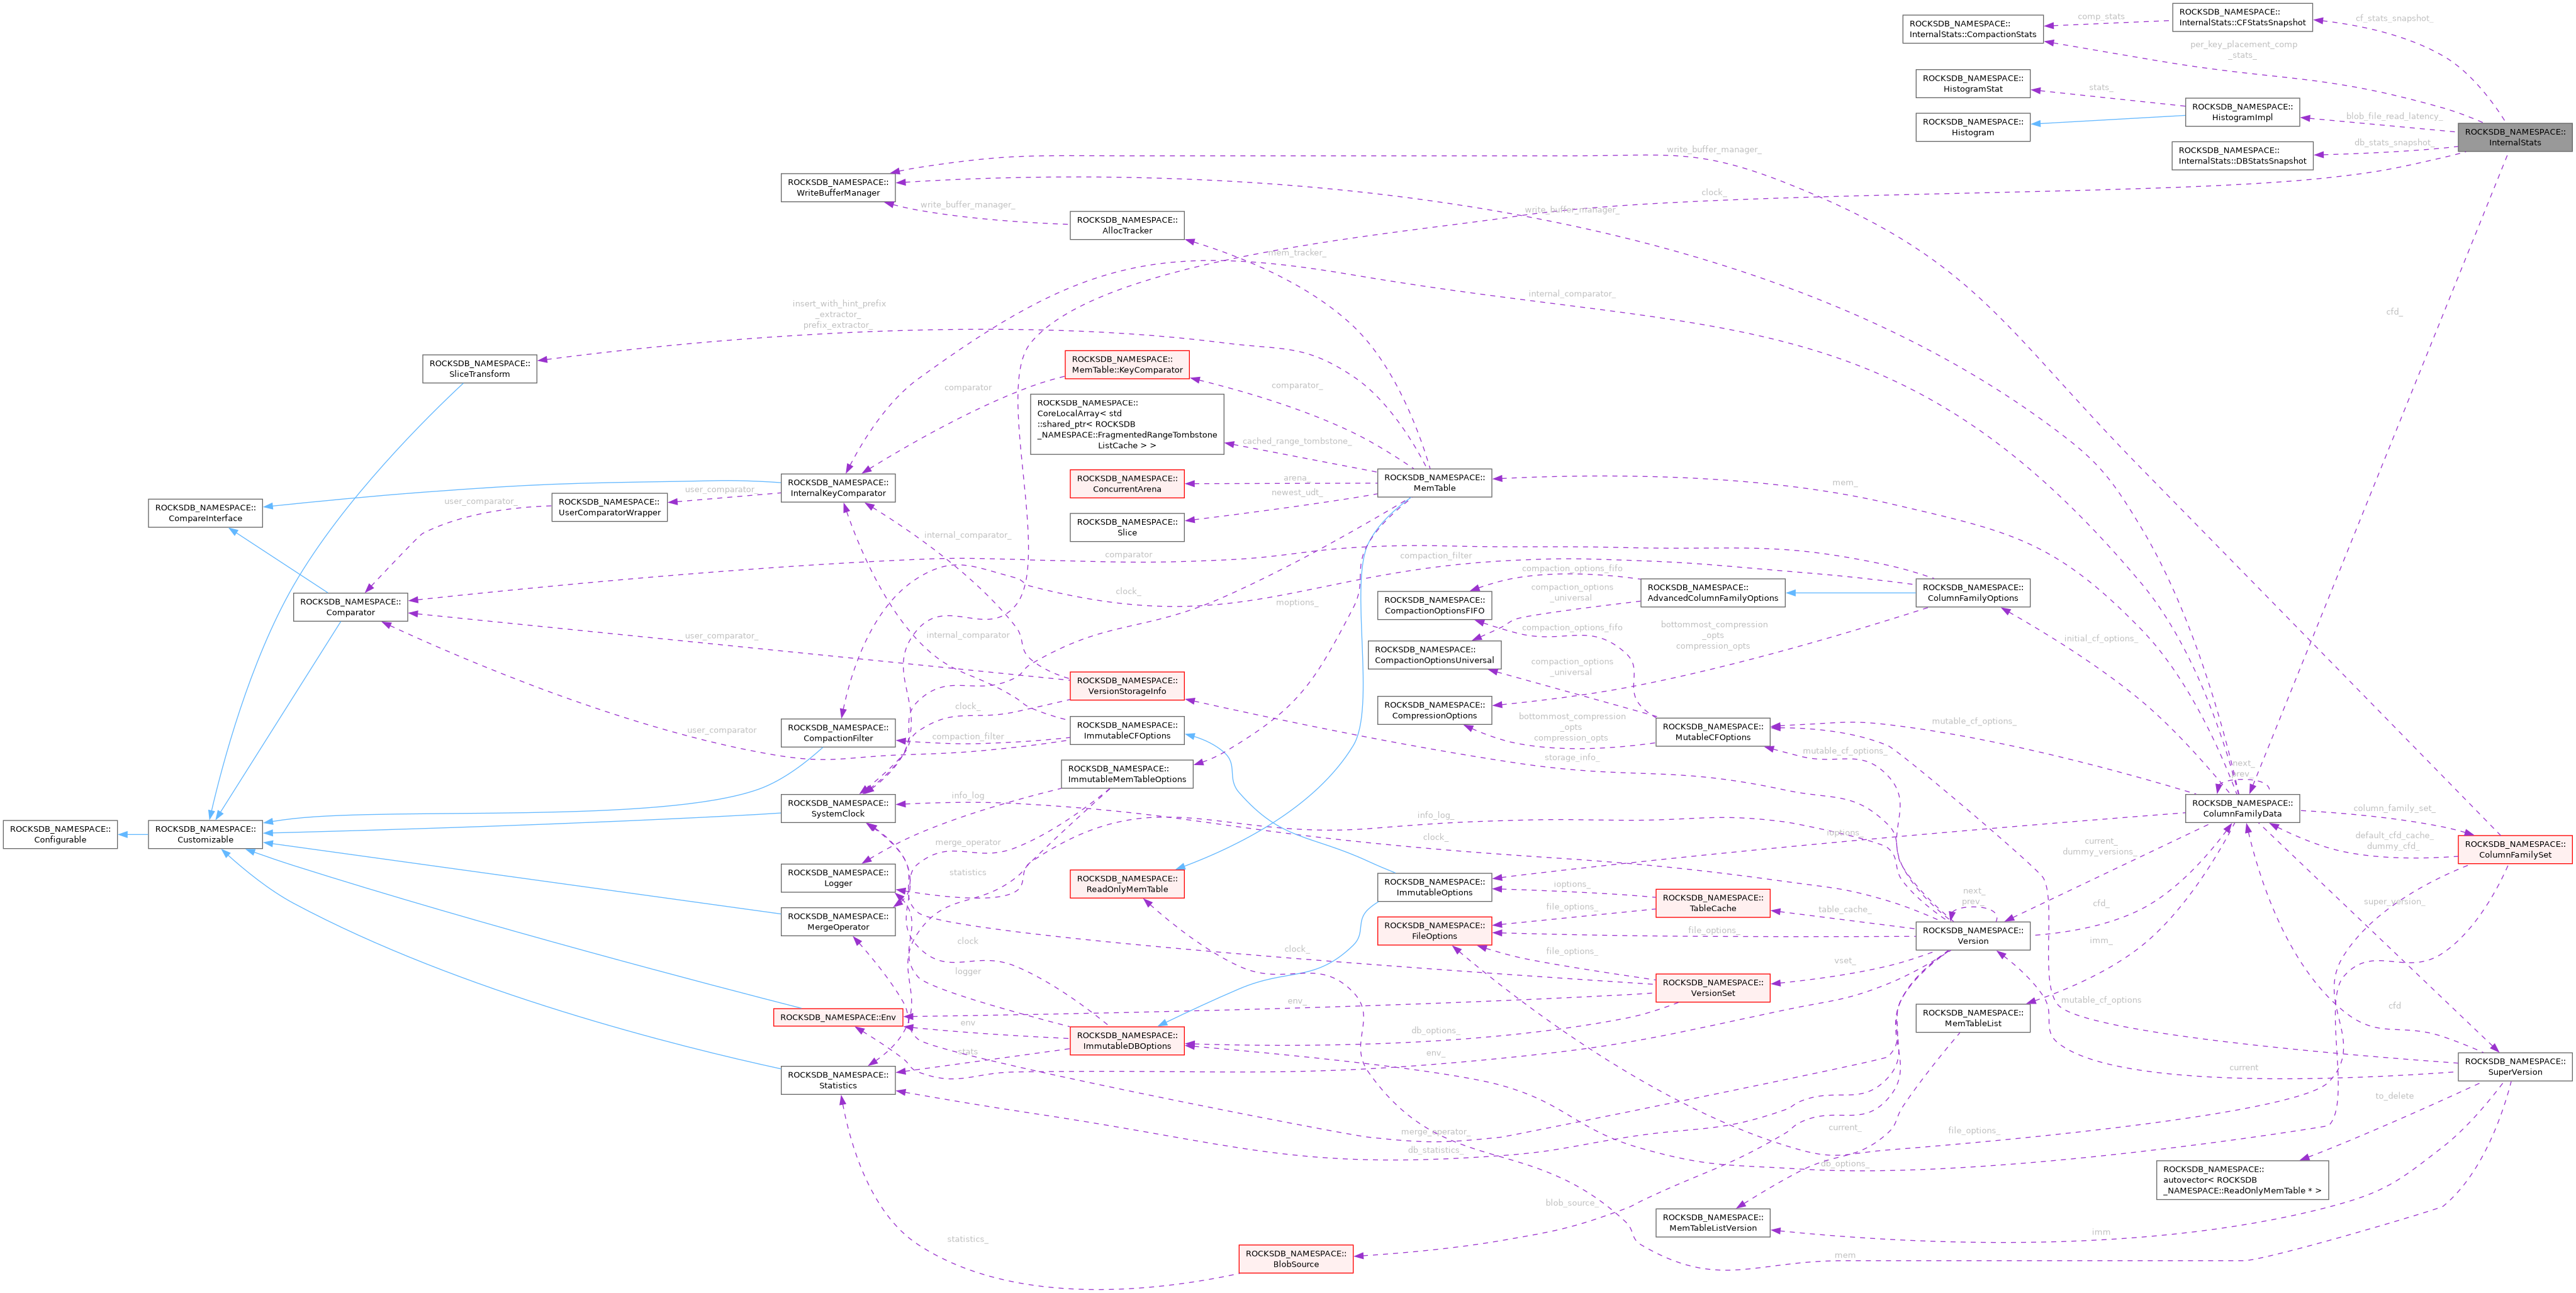 ROCKSDB_NAMESPACE::
InternalStats::CFStatsSnapshot
cf_stats_snapshot_
comp_stats
ROCKSDB_NAMESPACE::
InternalStats::CompactionStats
per_key_placement_comp
_stats_
ROCKSDB_NAMESPACE::
HistogramStat
stats_
ROCKSDB_NAMESPACE::
HistogramImpl
blob_file_read_latency_
ROCKSDB_NAMESPACE::
Histogram
ROCKSDB_NAMESPACE::
InternalStats
db_stats_snapshot_
ROCKSDB_NAMESPACE::
InternalStats::DBStatsSnapshot
write_buffer_manager_
ROCKSDB_NAMESPACE::
WriteBufferManager
clock_
write_buffer_manager_
write_buffer_manager_
ROCKSDB_NAMESPACE::
AllocTracker
mem_tracker_
internal_comparator_
insert_with_hint_prefix
_extractor_
prefix_extractor_
cfd_
ROCKSDB_NAMESPACE::
SliceTransform
ROCKSDB_NAMESPACE::
MemTable::KeyComparator
comparator
comparator_
ROCKSDB_NAMESPACE::
CoreLocalArray< std
::shared_ptr< ROCKSDB
_NAMESPACE::FragmentedRangeTombstone
ListCache > >
cached_range_tombstone_
ROCKSDB_NAMESPACE::
ConcurrentArena
arena_
ROCKSDB_NAMESPACE::
MemTable
mem_
newest_udt_
ROCKSDB_NAMESPACE::
Slice
ROCKSDB_NAMESPACE::
InternalKeyComparator
user_comparator
ROCKSDB_NAMESPACE::
UserComparatorWrapper
user_comparator_
ROCKSDB_NAMESPACE::
CompareInterface
internal_comparator_
comparator
compaction_filter
compaction_options_fifo
ROCKSDB_NAMESPACE::
AdvancedColumnFamilyOptions
ROCKSDB_NAMESPACE::
ColumnFamilyOptions
compaction_options
_universal
ROCKSDB_NAMESPACE::
CompactionOptionsFIFO
clock_
moptions_
ROCKSDB_NAMESPACE::
Comparator
user_comparator_
internal_comparator
compaction_options_fifo
bottommost_compression
_opts
compression_opts
initial_cf_options_
ROCKSDB_NAMESPACE::
CompactionOptionsUniversal
compaction_options
_universal
ROCKSDB_NAMESPACE::
VersionStorageInfo
clock_
ROCKSDB_NAMESPACE::
CompressionOptions
bottommost_compression
_opts
compression_opts
ROCKSDB_NAMESPACE::
MutableCFOptions
mutable_cf_options_
ROCKSDB_NAMESPACE::
CompactionFilter
compaction_filter
ROCKSDB_NAMESPACE::
ImmutableCFOptions
user_comparator
mutable_cf_options_
storage_info_
next_
prev_
ROCKSDB_NAMESPACE::
ImmutableMemTableOptions
info_log
ROCKSDB_NAMESPACE::
SystemClock
ROCKSDB_NAMESPACE::
ColumnFamilyData
column_family_set_
ROCKSDB_NAMESPACE::
Configurable
ROCKSDB_NAMESPACE::
Customizable
info_log_
clock_
ioptions_
current_
dummy_versions_
default_cfd_cache_
dummy_cfd_
ROCKSDB_NAMESPACE::
ColumnFamilySet
merge_operator
statistics
ROCKSDB_NAMESPACE::
Logger
ROCKSDB_NAMESPACE::
ReadOnlyMemTable
ROCKSDB_NAMESPACE::
ImmutableOptions
ioptions_
ROCKSDB_NAMESPACE::
TableCache
file_options_
table_cache_
next_
prev_
cfd_
super_version_
ROCKSDB_NAMESPACE::
MergeOperator
ROCKSDB_NAMESPACE::
FileOptions
file_options_
ROCKSDB_NAMESPACE::
Version
imm_
clock
clock_
file_options_
vset_
logger
ROCKSDB_NAMESPACE::
VersionSet
env_
mutable_cf_options
cfd
ROCKSDB_NAMESPACE::Env
env
ROCKSDB_NAMESPACE::
ImmutableDBOptions
db_options_
ROCKSDB_NAMESPACE::
MemTableList
stats
env_
current
ROCKSDB_NAMESPACE::
SuperVersion
ROCKSDB_NAMESPACE::
Statistics
to_delete
merge_operator_
db_statistics_
current_
file_options_
db_options_
ROCKSDB_NAMESPACE::
autovector< ROCKSDB
_NAMESPACE::ReadOnlyMemTable * >
blob_source_
ROCKSDB_NAMESPACE::
MemTableListVersion
imm
statistics_
ROCKSDB_NAMESPACE::
BlobSource
mem